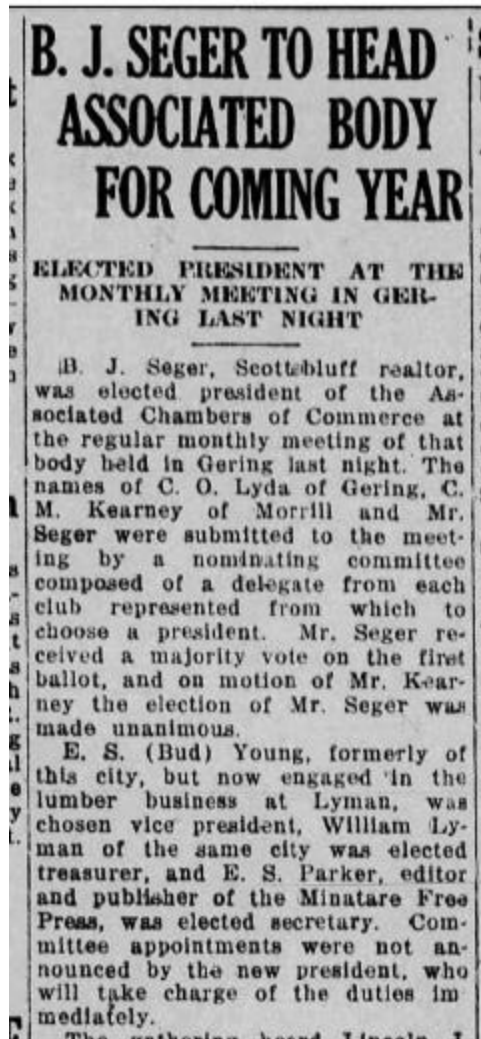 B. J. SEGER TO HEAD
ASSOCIATED BODY
FOR COMING YEAR
ELECTED PRESIDENT AT THE
MONTHLY MEETING IN GER-
ING LAST NIGHT
B. J. Seger, Scottsbluff realtor,
was elected president of the As-
sociated Chambers of Commerce at
the regular monthly meeting of that
body held in Gering last night. The
names of C. O. Lyda of Gering, C.
M. Kearney of Morrill and Mr.
Seger were submitted to the meet-
ing by a nominating committee
composed of a delegate from each
club represented from which to
choose a president. Mr. Seger re-
ceived a majority vote on the first
ballot, and on motion of Mr. Kear-
ney the election of Mr. Seger was
made unanimous.
E. S. (Bud) Young, formerly of
this city, but now engaged in the
lumber business at Lyman, was
chosen vice president, William Ly-
man of the same city was elected
treasurer, and E. S. Parker, editor
and publisher of the Minatare Free
Press, was elected secretary. Com-
mittee appointments were not an-
nounced by the new president, who
will take charge of the duties im
mediately.